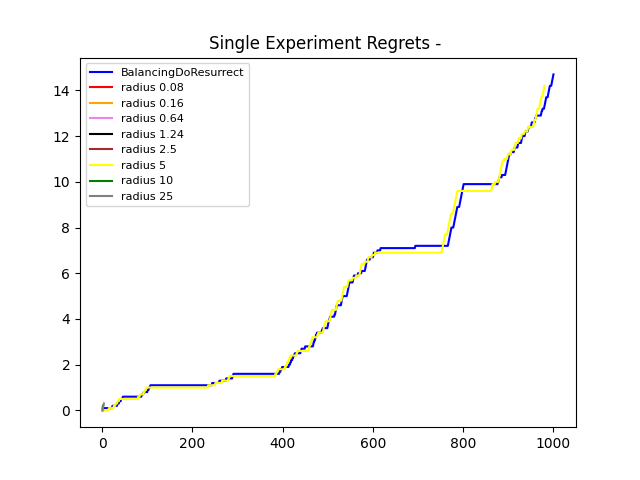 Single Experiment Regrets -
BalancingDoResurrect
radius 0.08
radius 0.16
radius 0.64
radius 1.24
radius 2.5
radius 5
radius 10
radius 25
14
12
10
8
6
4
2
0
0 200 400 600 800 1000